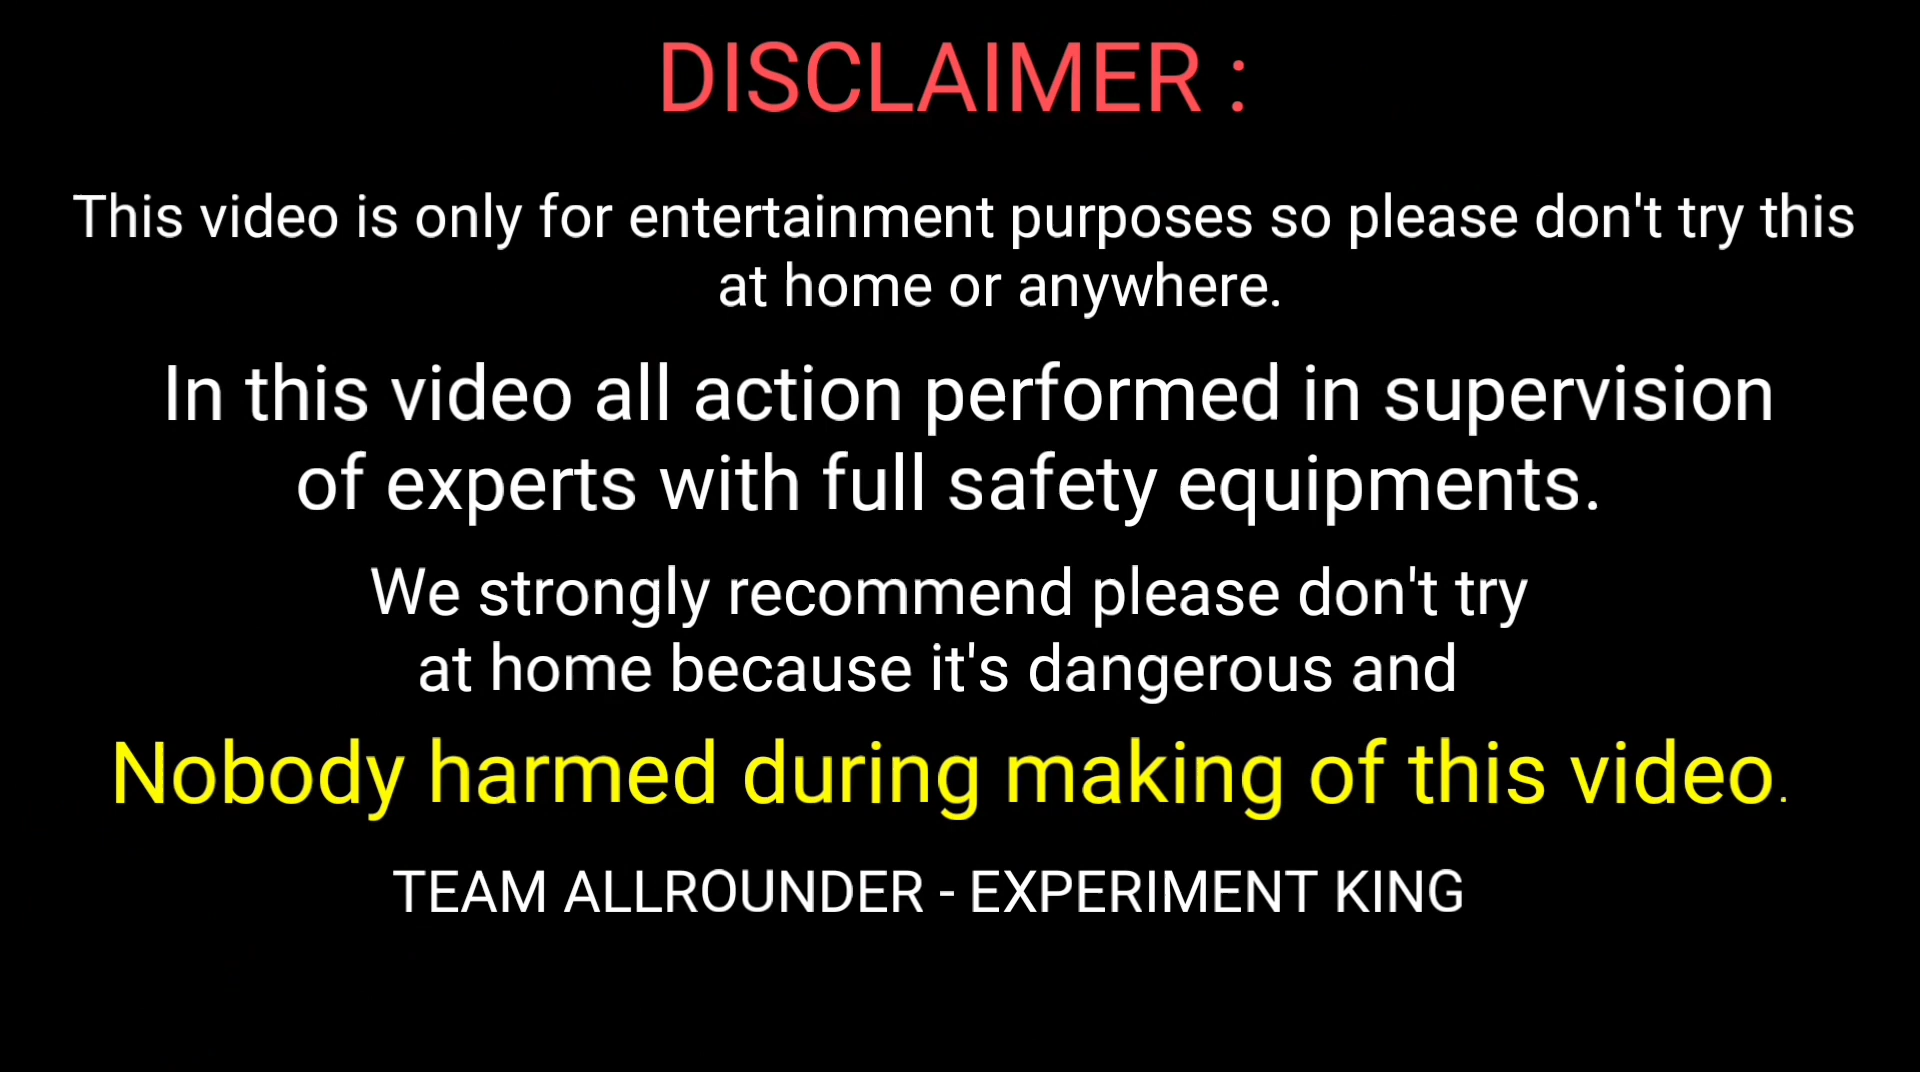 DISCLAIMER :
This video is only for entertainment purposes so please don't try this
at home or anywhere.
In this video all action performed in supervision
of experts with full safety equipments.
We strongly recommend please don't try
at home because it's dangerous and
Nobody harmed during making of this video.
TEAM ALLROUNDER - EXPERIMENT KING